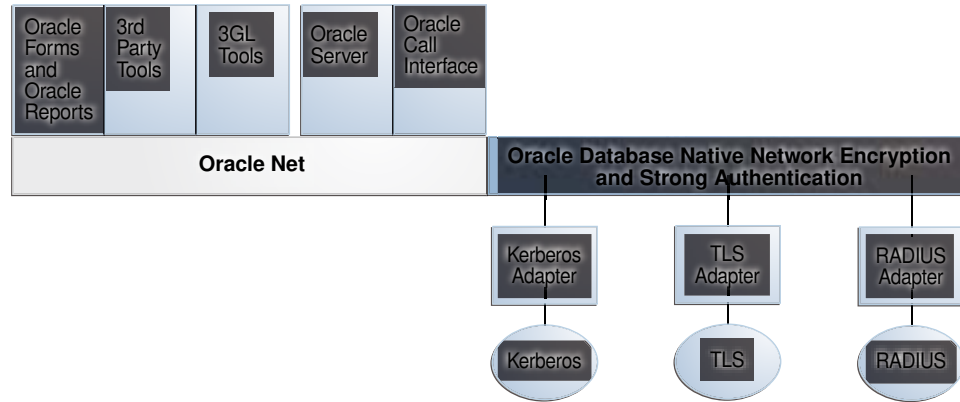 Oracle
Forms
and
Oracle
Reports
3rd
Party
Tools
3GL
Tools
Oracle
Server
Oracle
Call
Interface
Oracle Net
Oracle Database Native Network Encryption
and Strong Authentication
Kerberos
Adapter
TLS
Adapter
RADIUS
Adapter
Kerberos
TLS
RADIUS